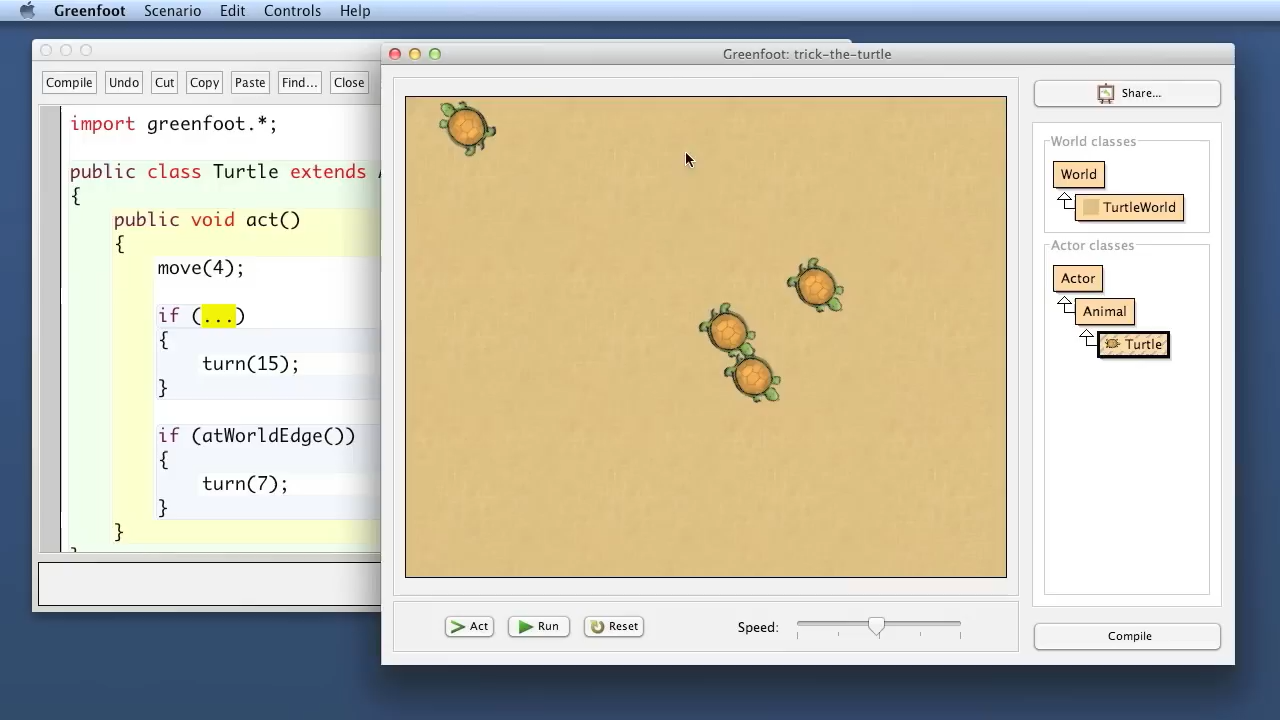 Greenfoot Scenario Edit Controls Help
Greenfoot: trick-the-turtle
Compile Undo Cut Copy Paste Find... Close
import greenfoot.*;
public class Turtle extends
{
public void act()
{
move(4);
if (...)
{
turn(15);
}
if (atWorldEdge())
{
turn(7);
}
}
Share...
World classes
World
TurtleWorld
Actor classes
Actor
Animal
Turtle
Act Run Reset Speed:
Compile